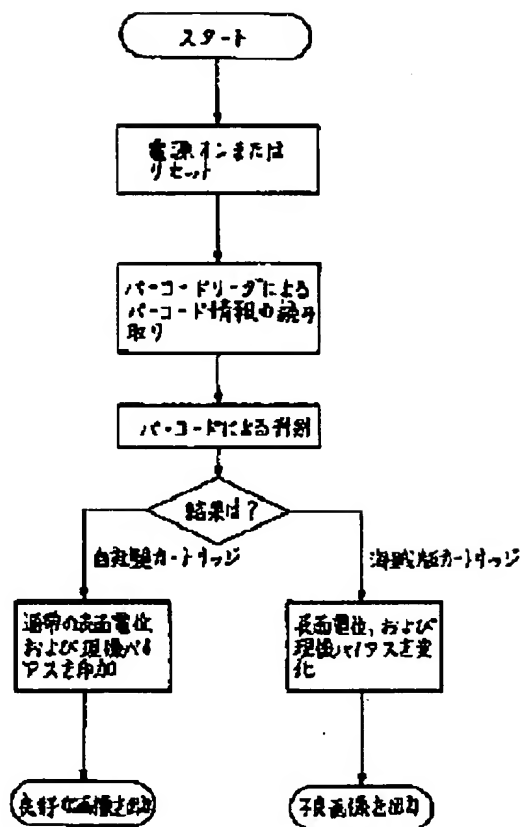 スタート
電源オンまたは
リセット
バーコードリーダによる
バーコード情報の読み
取り
バーコードによる判別
結果は?
自社製カートリッジ
海賊版カートリッジ
通常の表面電位
および現像バイ
アスを印加
表面電位、および
現像バイアスを変
化
良好な画像を出力
不良画像を出力